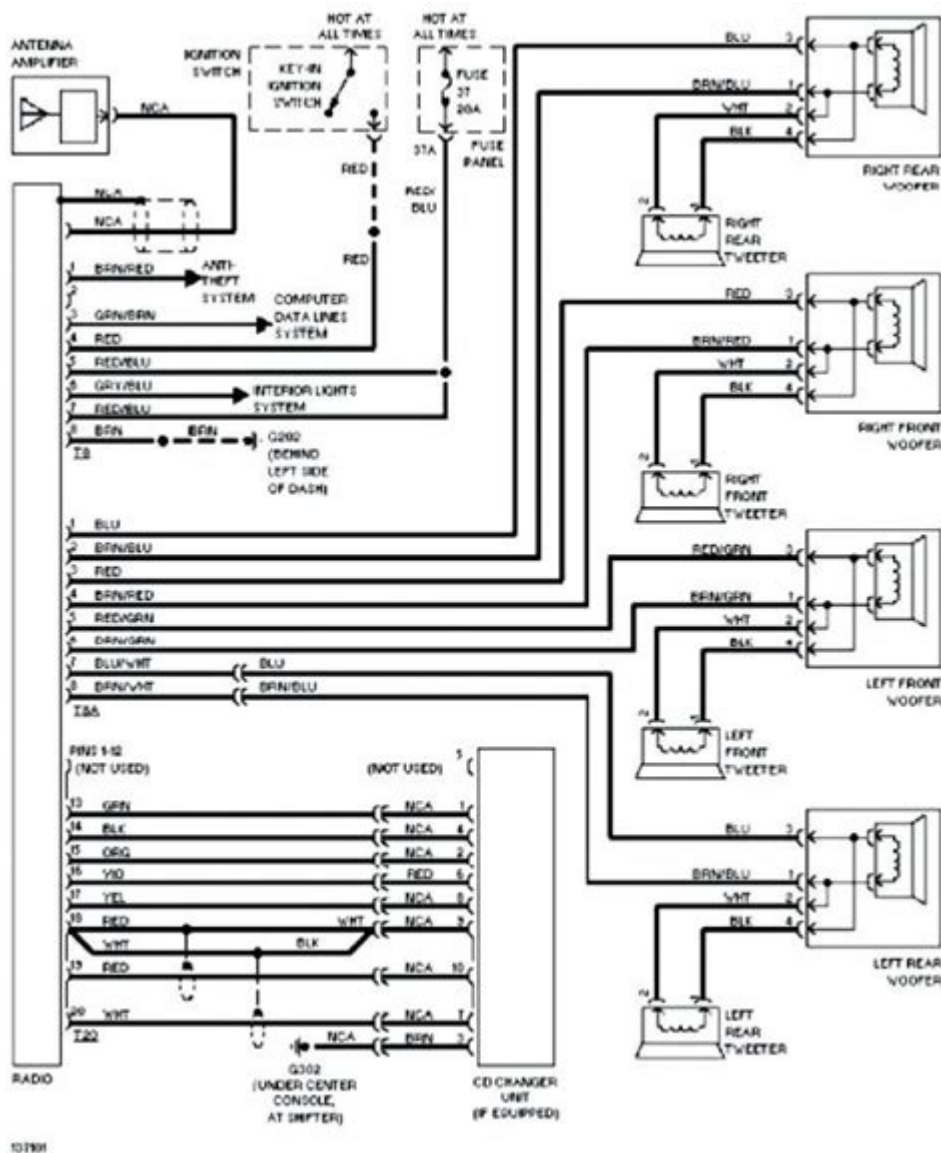 ANTENNA
AMPLIFIER
NCA
IGNITION
SWITCH
HOT AT
ALL TIMES
KEY-IN
IGNITION
SWITCH
RED
RED
HOT AT
ALL TIMES
FUSE
37
20A
37A
FUSE
PANEL
RED/
BLU
NCA
NCA
1 BRN/RED
ANTI-
THEFT
SYSTEM
2
3 GRN/BRN
COMPUTER
DATA LINES
SYSTEM
4 RED
5 RED/BLU
6 GRY/BLU
INTERIOR LIGHTS
SYSTEM
7 RED/BLU
8 BRN BRN
G202
(BEHIND
LEFT SIDE
OF DASH)
T8
1 BLU
2 BRN/BLU
3 RED
4 BRN/RED
5 RED/GRN
6 BRN/GRN
7 BLU/WHT BLU
8 BRN/WHT BRN/BLU
T8A
PINS 1-12
(NOT USED)
(NOT USED) 5
13 GRN NCA 1
14 BLK NCA 4
15 ORG NCA 2
16 VIO RED 6
17 YEL NCA 8
18 RED WHT NCA 9
WHT BLK
19 RED NCA 10
20 WHT NCA 7
T20
NCA BRN 3
G302
(UNDER CENTER
CONSOLE,
AT SHIFTER)
RADIO
CD CHANGER
UNIT
(IF EQUIPPED)
BLU 3
BRN/BLU 1
WHT 2
BLK 4
RIGHT REAR
WOOFER
2 1
RIGHT
REAR
TWEETER
RED 3
BRN/RED 1
WHT 2
BLK 4
RIGHT FRONT
WOOFER
2 1
RIGHT
FRONT
TWEETER
RED/GRN 3
BRN/GRN 1
WHT 2
BLK 4
LEFT FRONT
WOOFER
2 1
LEFT
FRONT
TWEETER
BLU 3
BRN/BLU 1
WHT 2
BLK 4
LEFT REAR
WOOFER
2 1
LEFT
REAR
TWEETER